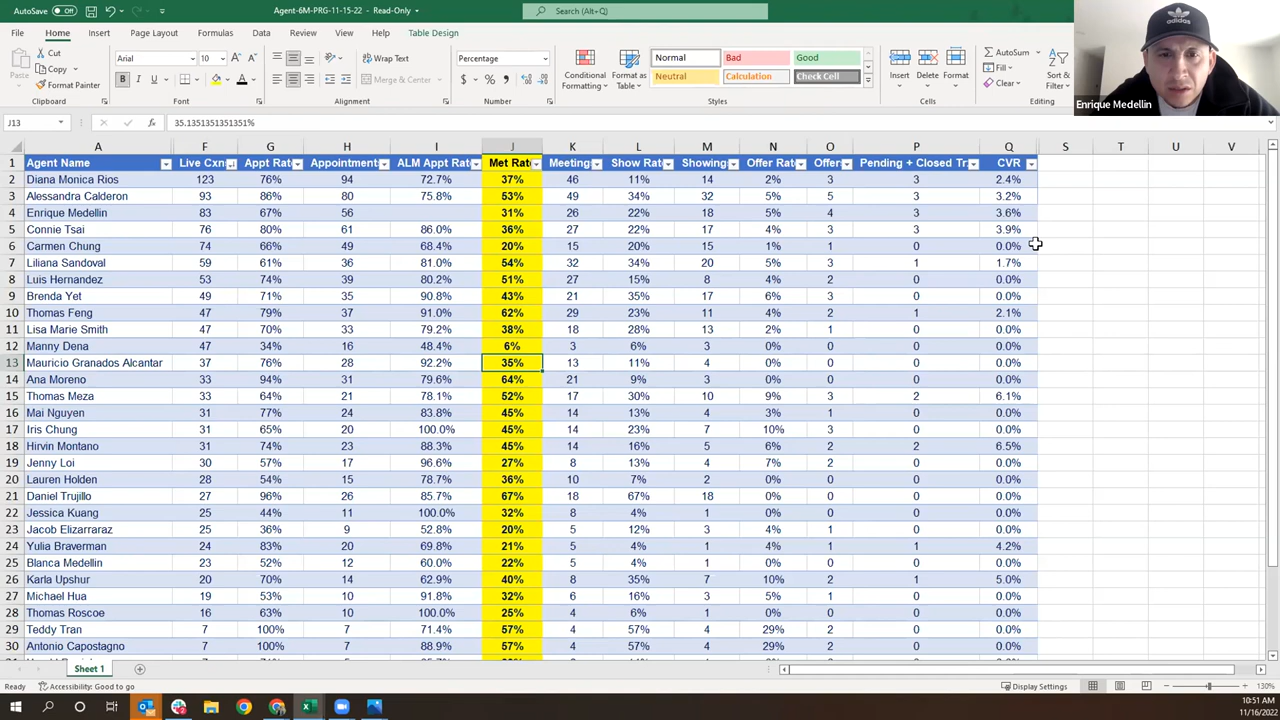 AutoSave Off Agent-6M-PRG-11-15-22 - Read-Only Search (Alt+Q) adidas
File Home Insert Page Layout Formulas Data Review View Help Table Design
Cut Arial 10 Wrap Text Percentage Normal Bad Good AutoSum
Copy Fill
Paste Format Painter B I U A Merge & Center $ % Conditional Formatting Format as Table Neutral Calculation Check Cell Insert Delete Format Clear Sort & Enrique Medellin
Clipboard Font Alignment Number Styles Cells Editing
J13 fx 35.1351351351351%
A F G H I J K L M N O P Q S T U V
1 Agent Name Live Cxns Appt Rat Appointment ALM Appt Rat Met Rat Meeting Show Rat Showing Offer Rat Offer Pending + Closed Tr CVR
2 Diana Monica Rios 123 76% 94 72.7% 37% 46 11% 14 2% 3 3 2.4%
3 Alessandra Calderon 93 86% 80 75.8% 53% 49 34% 32 5% 5 3 3.2%
4 Enrique Medellin 83 67% 56 31% 26 22% 18 5% 4 3 3.6%
5 Connie Tsai 76 80% 61 86.0% 36% 27 22% 17 4% 3 3 3.9%
6 Carmen Chung 74 66% 49 68.4% 20% 15 20% 15 1% 1 0 0.0%
7 Liliana Sandoval 59 61% 36 81.0% 54% 32 34% 20 5% 3 1 1.7%
8 Luis Hernandez 53 74% 39 80.2% 51% 27 15% 8 4% 2 0 0.0%
9 Brenda Yet 49 71% 35 90.8% 43% 21 35% 17 6% 3 0 0.0%
10 Thomas Feng 47 79% 37 91.0% 62% 29 23% 11 4% 2 1 2.1%
11 Lisa Marie Smith 47 70% 33 79.2% 38% 18 28% 13 2% 1 0 0.0%
12 Manny Dena 47 34% 16 48.4% 6% 3 6% 3 0% 0 0 0.0%
13 Mauricio Granados Alcantar 37 76% 28 92.2% 35% 13 11% 4 0% 0 0 0.0%
14 Ana Moreno 33 94% 31 79.6% 64% 21 9% 3 0% 0 0 0.0%
15 Thomas Meza 33 64% 21 78.1% 52% 17 30% 10 9% 3 2 6.1%
16 Mai Nguyen 31 77% 24 83.8% 45% 14 13% 4 3% 1 0 0.0%
17 Iris Chung 31 65% 20 100.0% 45% 14 23% 7 10% 3 0 0.0%
18 Hirvin Montano 31 74% 23 88.3% 45% 14 16% 5 6% 2 2 6.5%
19 Jenny Loi 30 57% 17 96.6% 27% 8 13% 4 7% 2 0 0.0%
20 Lauren Holden 28 54% 15 78.7% 36% 10 7% 2 0% 0 0 0.0%
21 Daniel Trujillo 27 96% 26 85.7% 67% 18 67% 18 0% 0 0 0.0%
22 Jessica Kuang 25 44% 11 100.0% 32% 8 4% 1 0% 0 0 0.0%
23 Jacob Elizarraraz 25 36% 9 52.8% 20% 5 12% 3 4% 1 0 0.0%
24 Yulia Braverman 24 83% 20 69.8% 21% 5 4% 1 4% 1 1 4.2%
25 Blanca Medellin 23 52% 12 60.0% 22% 5 4% 1 0% 0 0 0.0%
26 Karla Upshur 20 70% 14 62.9% 40% 8 35% 7 10% 2 1 5.0%
27 Michael Hua 19 53% 10 91.8% 32% 6 16% 3 5% 1 0 0.0%
28 Thomas Roscoe 16 63% 10 100.0% 25% 4 6% 1 0% 0 0 0.0%
29 Teddy Tran 7 100% 7 71.4% 57% 4 57% 4 29% 2 0 0.0%
30 Antonio Capostagno 7 100% 7 88.9% 57% 4 57% 4 29% 2 0 0.0%
Sheet 1
Ready Accessibility: Good to go Display Settings 130%
10:51 AM
11/16/2022